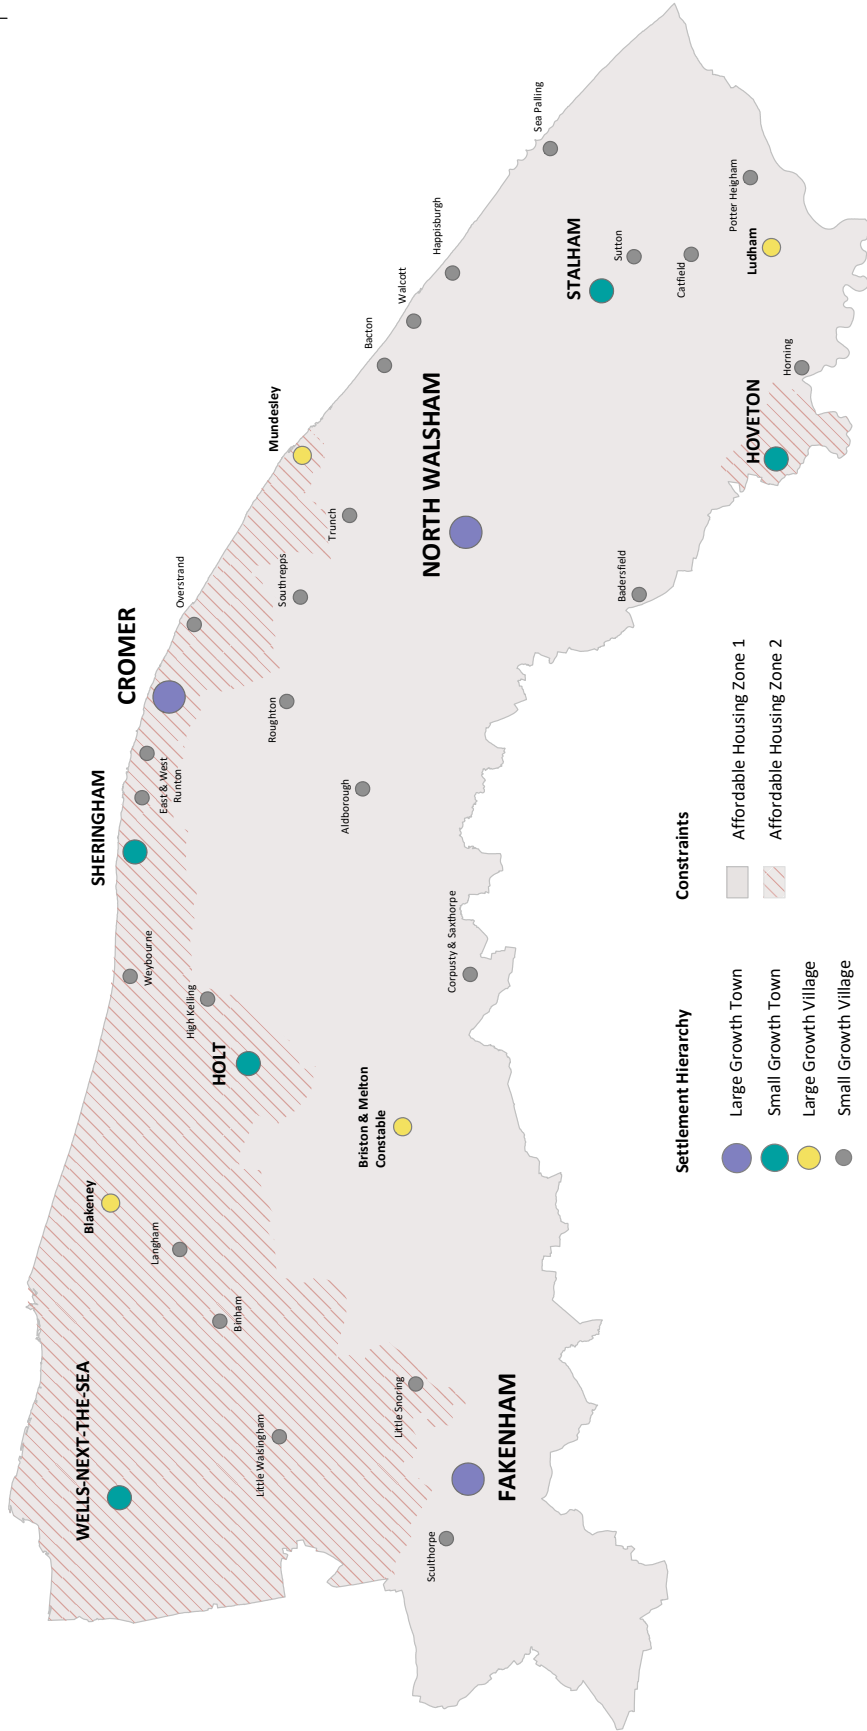 WELLS-NEXT-THE-SEA
Blakeney
Langham
Binham
Little Walsingham
Little Snoring
FAKENHAM
Sculthorpe
Weybourne
High Kelling
HOLT
Briston & Melton
Constable
Corpusty & Saxthorpe
SHERINGHAM
East & West
Runton
CROMER
Overstrand
Roughton
Aldborough
Southrepps
Trunch
Mundesley
NORTH WALSHAM
Bacton
Walcott
Happisburgh
Sea Palling
STALHAM
Sutton
Catfield
Potter Heigham
Ludham
Horning
HOVETON
Badersfield
Settlement Hierarchy
Large Growth Town
Small Growth Town
Large Growth Village
Small Growth Village
Constraints
Affordable Housing Zone 1
Affordable Housing Zone 2